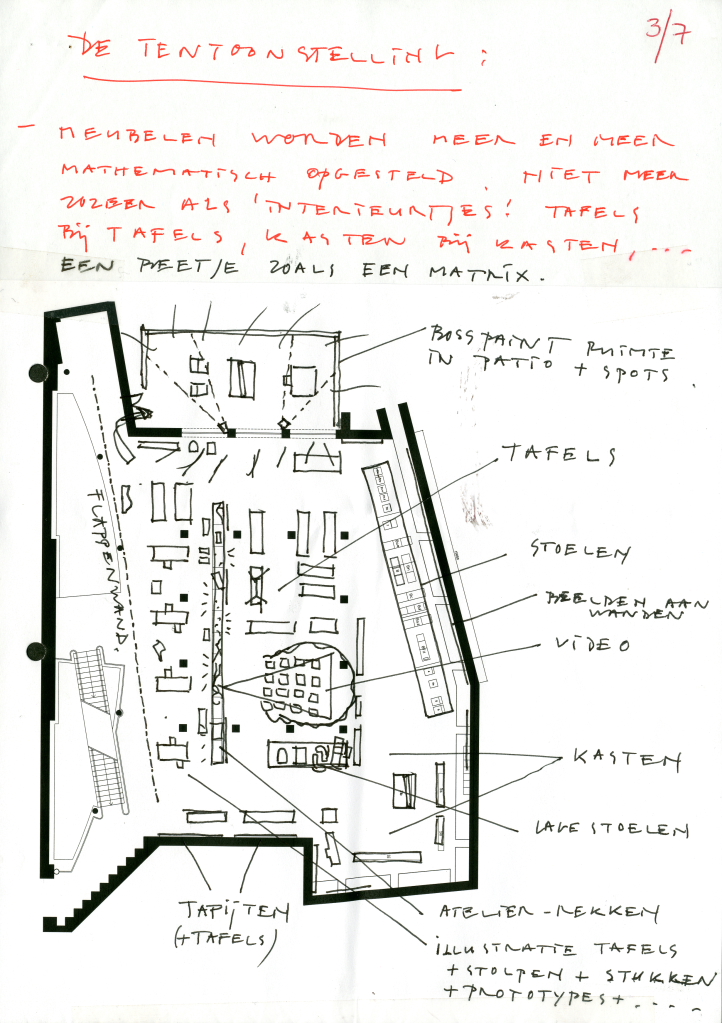 3/7
DE TENTOONSTELLING :
- MEUBELEN WORDEN MEER EN MEER
MATHEMATISCH OPGESTELD. NIET MEER
ZOZEER ALS 'INTERIEURTJES'. TAFELS
BIJ TAFELS, KASTEN BIJ KASTEN, ...
EEN BEETJE ZOALS EEN MATRIX.
BOSSPAINT RUIMTE
IN PATIO + SPOTS.
TAFELS
FLAPPENWAND.
STOELEN
BEELDEN AAN
WANDEN
VIDEO
KASTEN
LAGE STOELEN
TAPIJTEN
(+TAFELS)
ATELIER-REKKEN
ILLUSTRATIE TAFELS
+ STOLPEN + STUKKEN
+ PROTOTYPES + ....